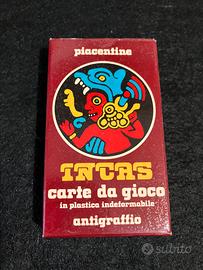 piacentine
INCAS
carte da gioco
in plastica indeformabile
antigraffio
subito